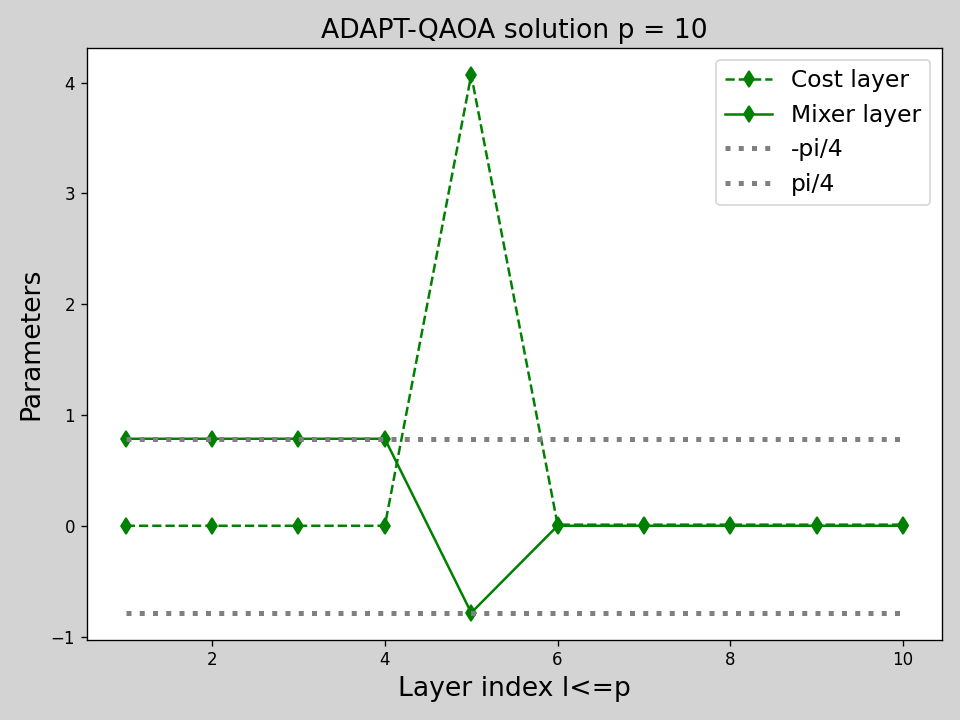 ADAPT-QAOA solution p = 10
Cost layer
Mixer layer
-pi/4
pi/4
Parameters
4
3
2
1
0
−1
2 4 6 8 10
Layer index l<=p